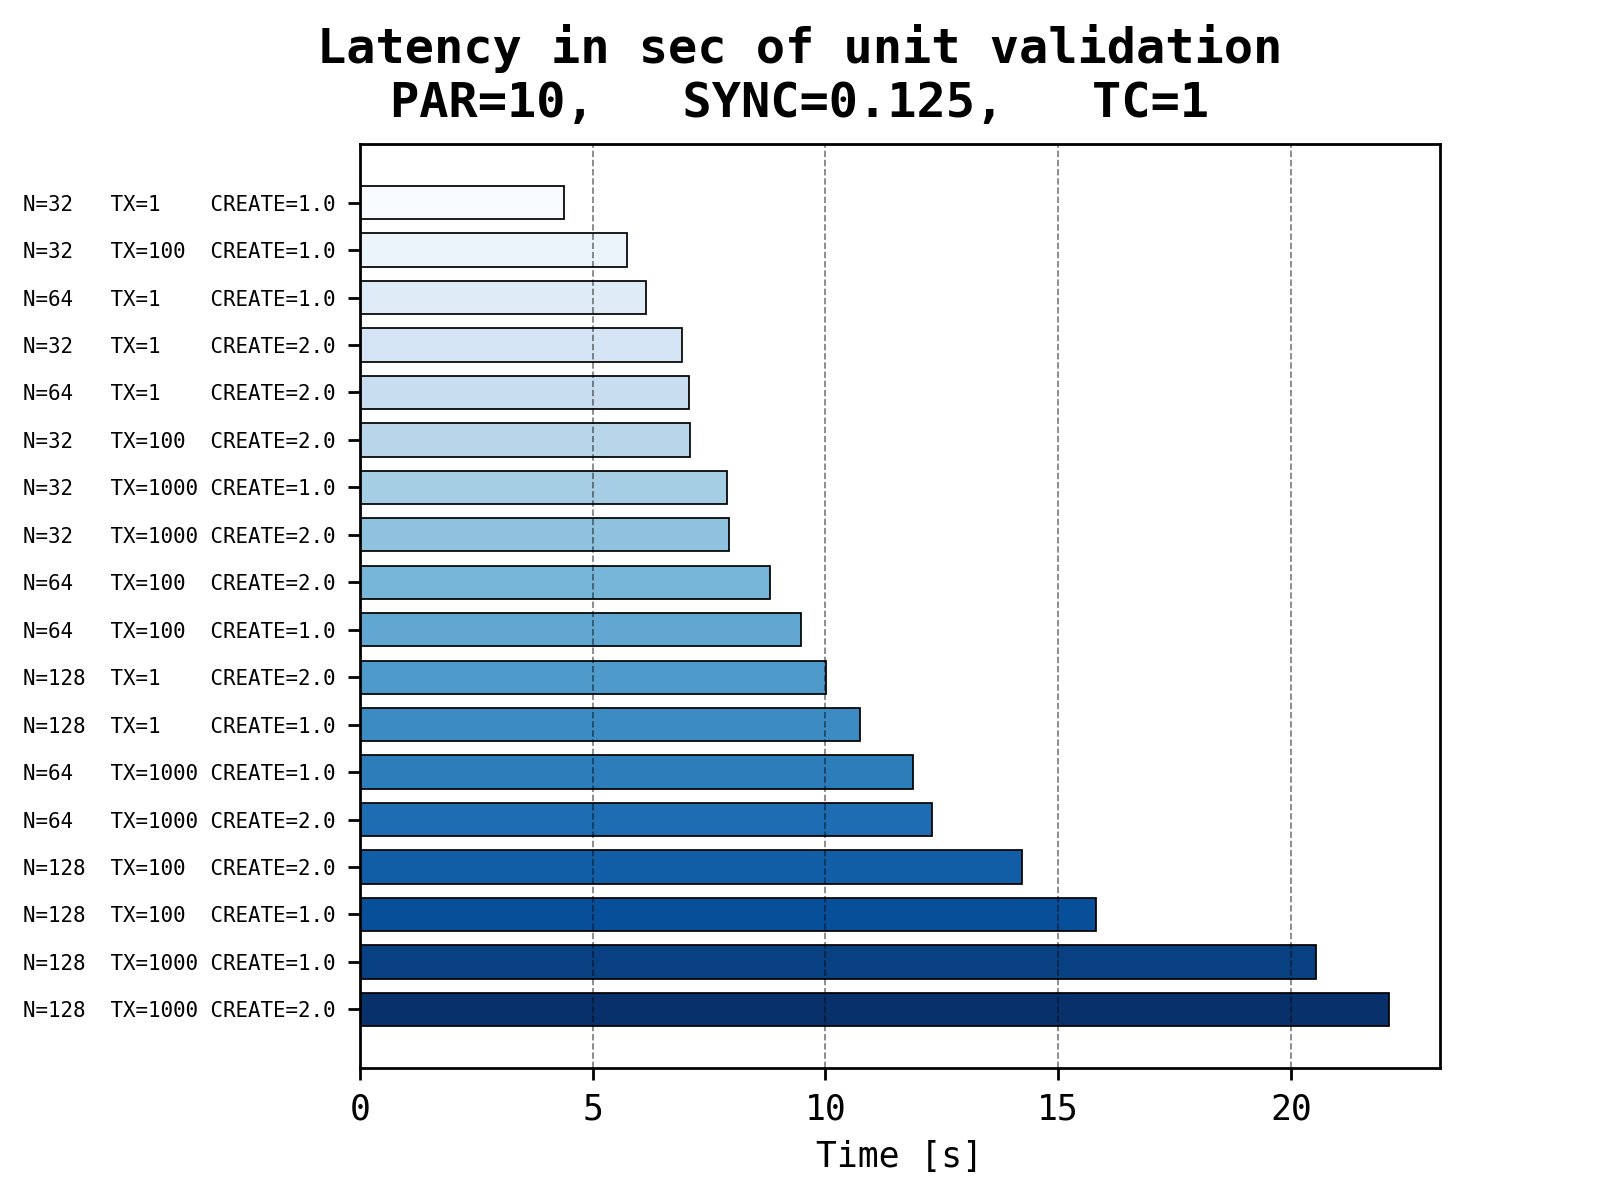 Latency in sec of unit validation
PAR=10,   SYNC=0.125,   TC=1
N=32   TX=1    CREATE=1.0
N=32   TX=100  CREATE=1.0
N=64   TX=1    CREATE=1.0
N=32   TX=1    CREATE=2.0
N=64   TX=1    CREATE=2.0
N=32   TX=100  CREATE=2.0
N=32   TX=1000 CREATE=1.0
N=32   TX=1000 CREATE=2.0
N=64   TX=100  CREATE=2.0
N=64   TX=100  CREATE=1.0
N=128  TX=1    CREATE=2.0
N=128  TX=1    CREATE=1.0
N=64   TX=1000 CREATE=1.0
N=64   TX=1000 CREATE=2.0
N=128  TX=100  CREATE=2.0
N=128  TX=100  CREATE=1.0
N=128  TX=1000 CREATE=1.0
N=128  TX=1000 CREATE=2.0
0 5 10 15 20
Time [s]